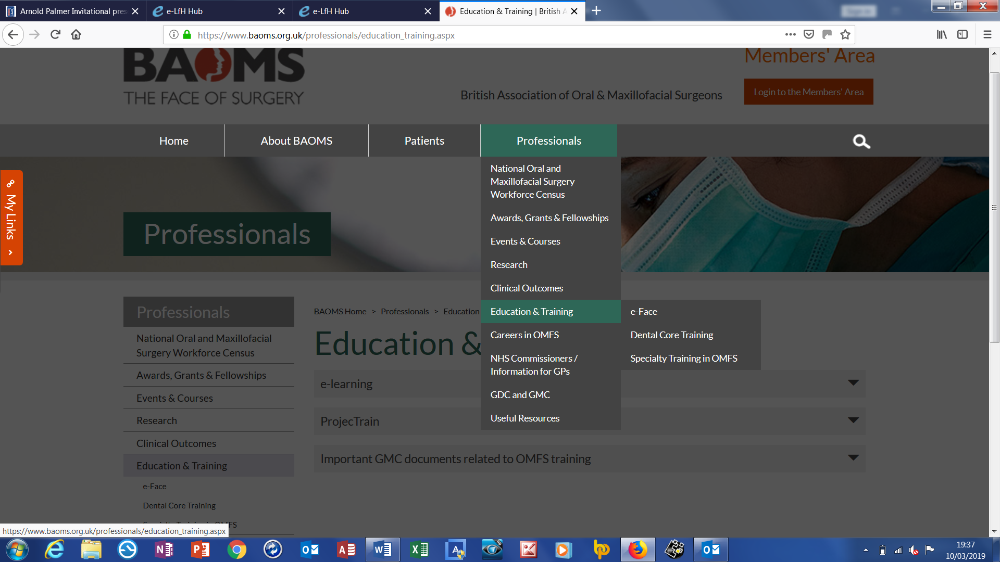 Arnold Palmer Invitational pres
e-LfH Hub
e-LfH Hub
Education & Training | British A
https://www.baoms.org.uk/professionals/education_training.aspx
BAOMS
THE FACE OF SURGERY
British Association of Oral & Maxillofacial Surgeons
Members' Area
Login to the Members' Area
Home
About BAOMS
Patients
Professionals
My Links
Professionals
National Oral and
Maxillofacial Surgery
Workforce Census
Awards, Grants & Fellowships
Events & Courses
Research
Clinical Outcomes
Education & Training
Careers in OMFS
NHS Commissioners /
Information for GPs
GDC and GMC
Useful Resources
e-Face
Dental Core Training
Specialty Training in OMFS
Professionals
National Oral and Maxillofacial
Surgery Workforce Census
Awards, Grants & Fellowships
Events & Courses
Research
Clinical Outcomes
Education & Training
e-Face
Dental Core Training
BAOMS Home > Professionals > Education
Education &
e-learning
ProjecTrain
Important GMC documents related to OMFS training
https://www.baoms.org.uk/professionals/education_training.aspx
19:37
10/03/2019